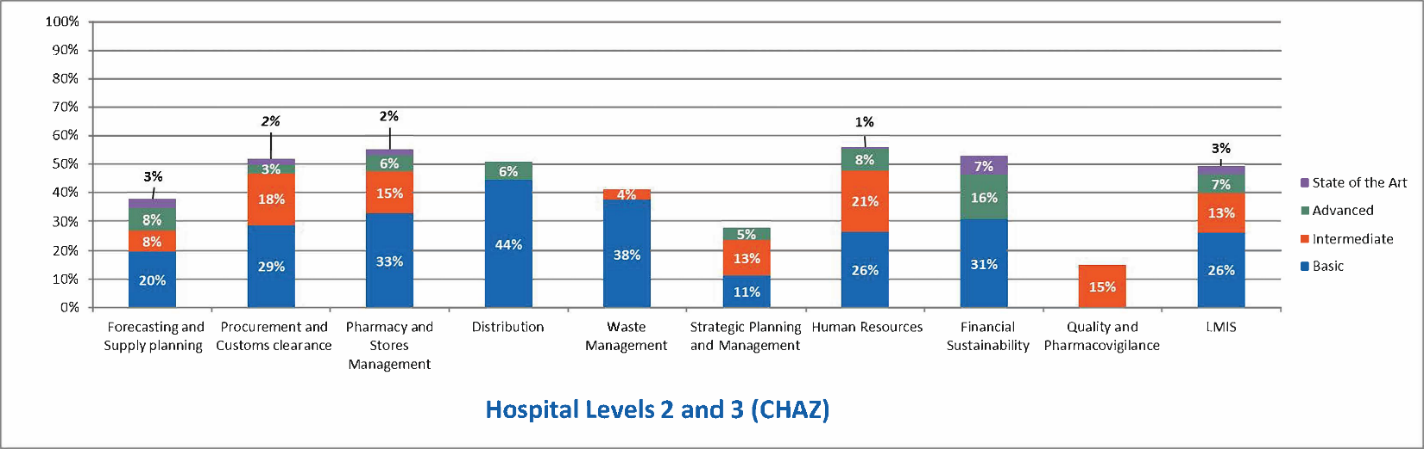 100%
90%
80%
70%
60%
50%
40%
30%
20%
10%
0%
3%
8%
8%
20%
2%
3%
18%
29%
2%
6%
15%
33%
6%
44%
4%
38%
5%
13%
11%
1%
8%
21%
26%
7%
16%
31%
15%
3%
7%
13%
26%
State of the Art
Advanced
Intermediate
Basic
Forecasting and
Supply planning
Procurement and
Customs clearance
Pharmacy and
Stores
Management
Distribution
Waste
Management
Strategic Planning
and Management
Human Resources
Financial
Sustainability
Quality and
Pharmacovigilance
LMIS
Hospital Levels 2 and 3 (CHAZ)